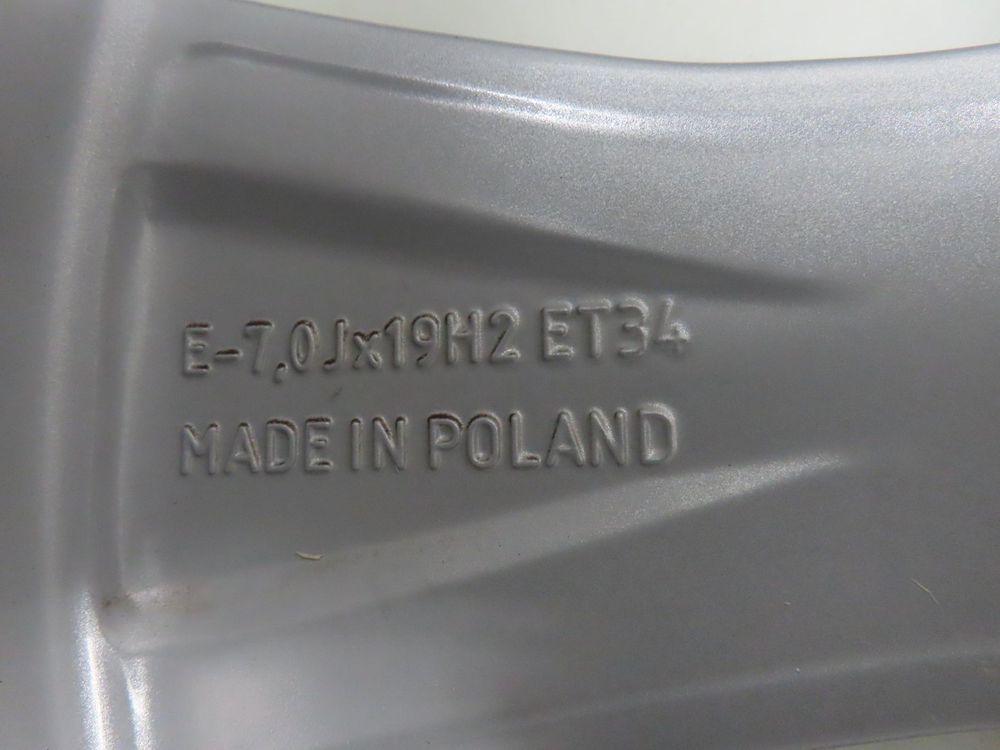 E-7,0Jx19H2 ET34
MADE IN POLAND